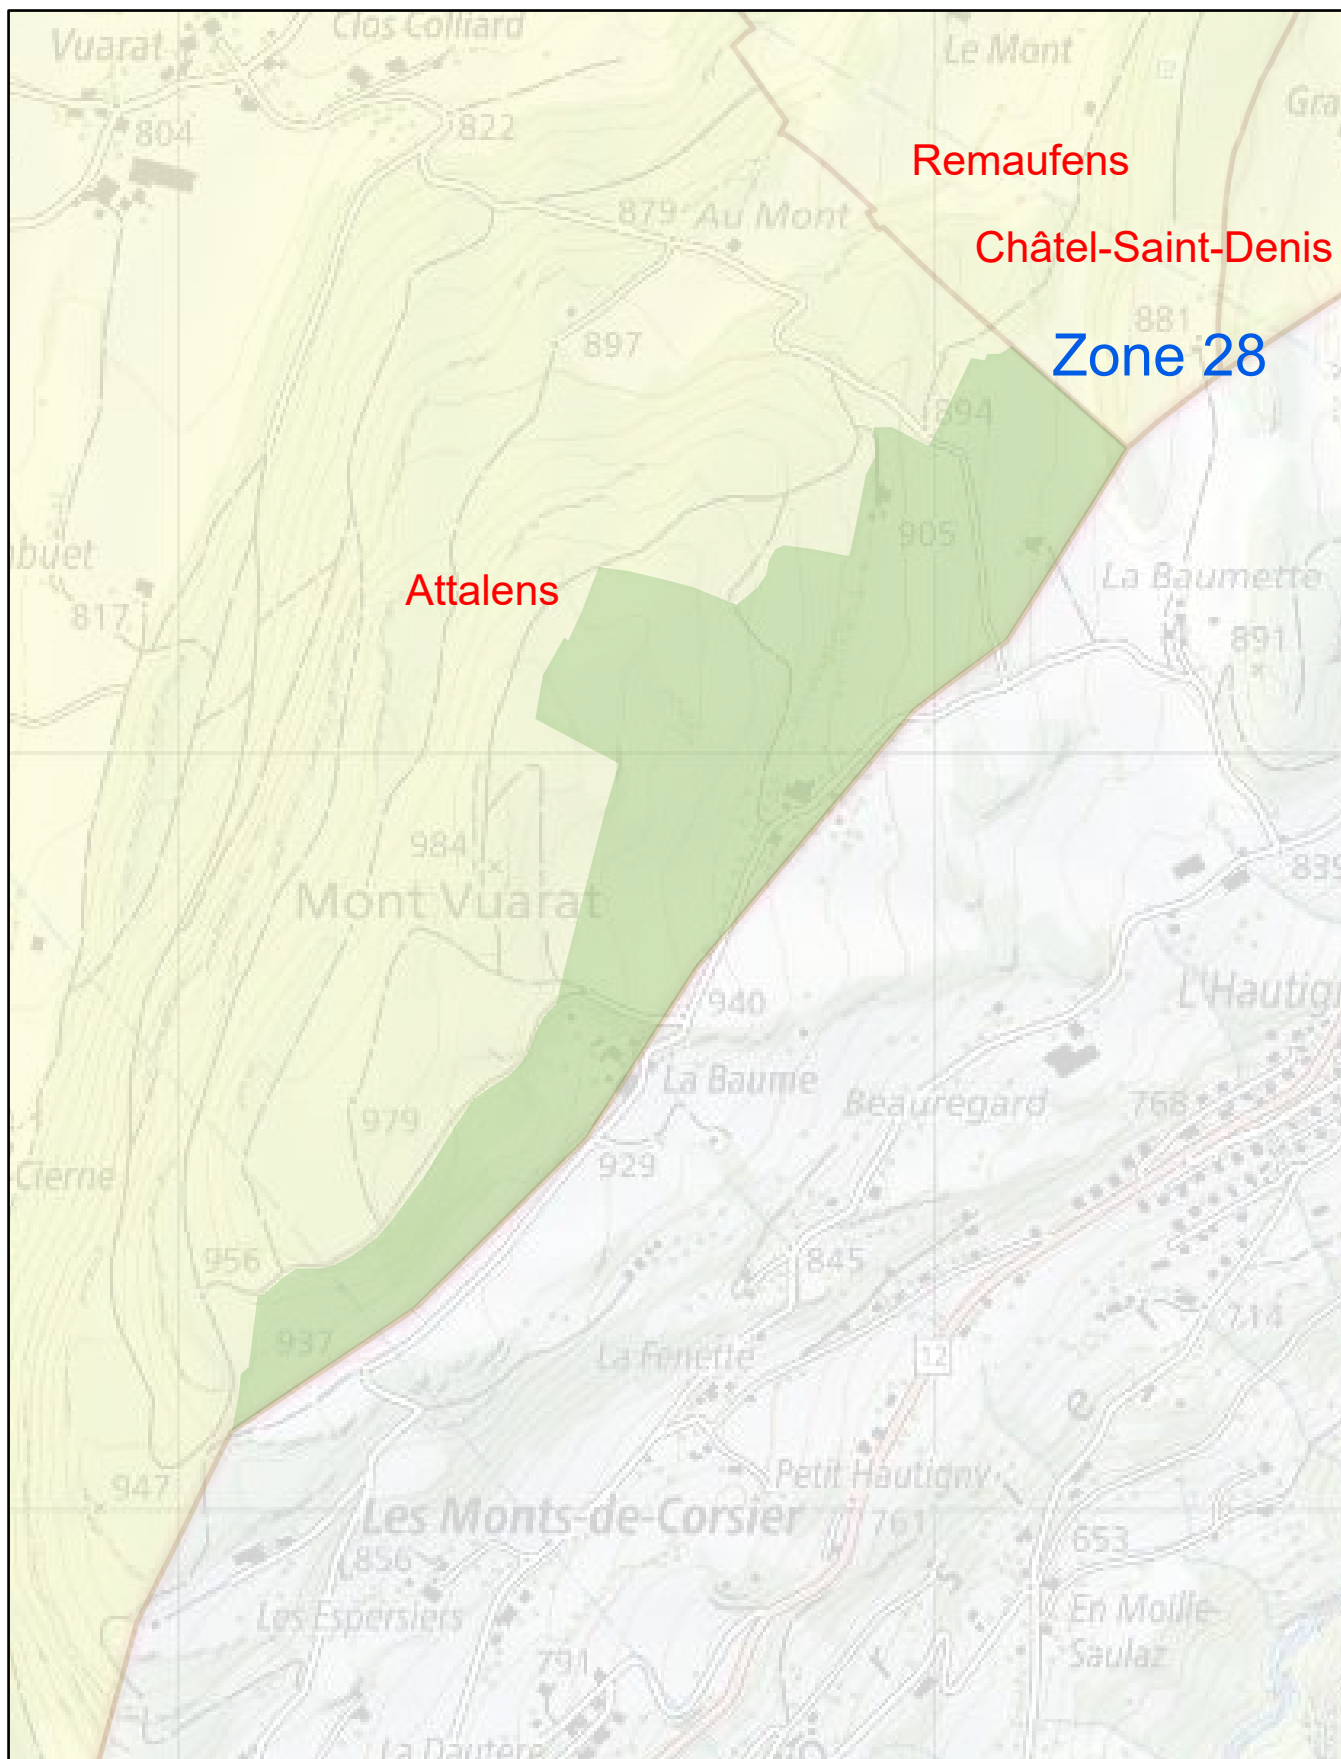 Clos Colliard
Vuarat
Le Mont
Gra
804
822
Remaufens
879
Au Mont
Châtel-Saint-Denis
881
897
Zone 28
894
905
buet
La Baumette
Attalens
817
891
984
839
Mont Vuarat
940
L'Hautig
La Baume
Beauregard
768
979
929
Cierne
956
845
714
937
La Fenette
12
947
Petit Hautigny
Les Monts-de-Corsier
761
653
856
Les Espersiers
En Moille-
Saulaz
791
La Dautère